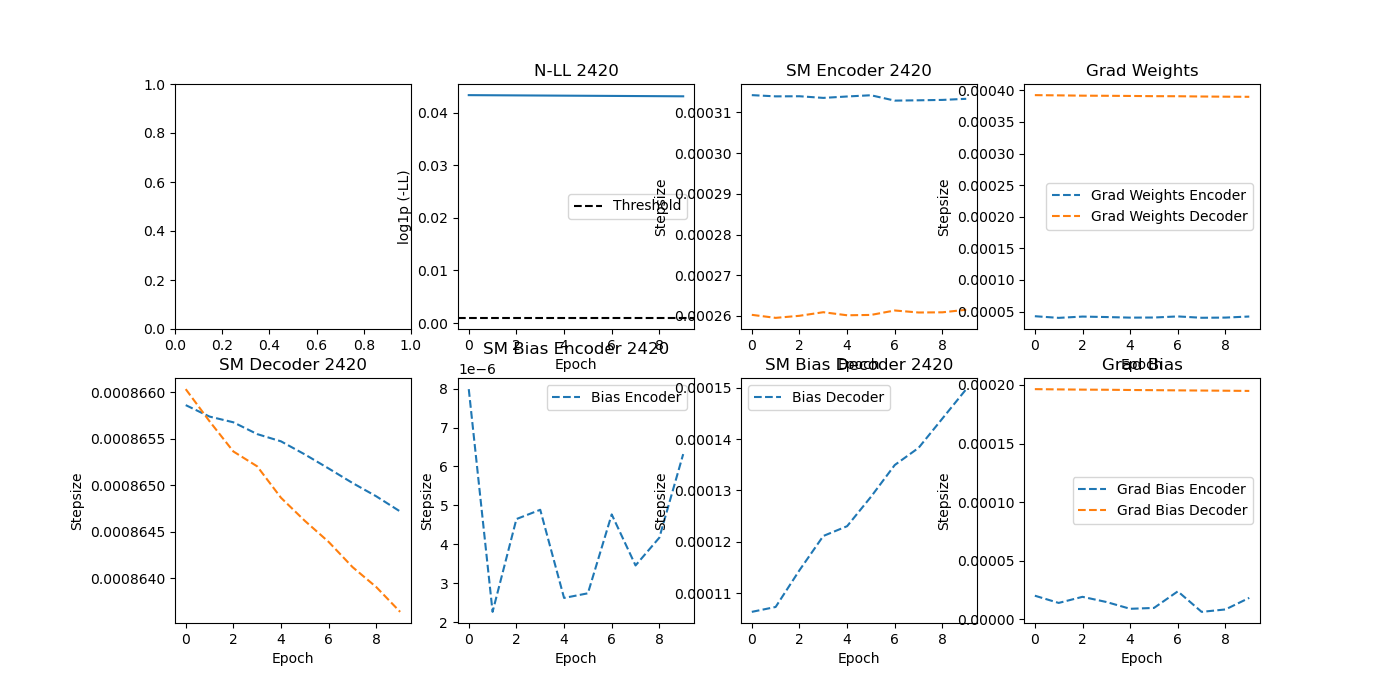 N-LL 2420
SM Encoder 2420
Grad Weights
1.0
0.8
0.6
0.4
0.2
0.0
0.0 0.2 0.4 0.6 0.8 1.0
log1p (-LL)
0.04
0.03
0.02
0.01
0.00
Threshold
0 2 4 6 8
Epoch
Stepsize
0.00031
0.00030
0.00029
0.00028
0.00027
0.00026
0 2 4 6 8
Epoch
Stepsize
0.00040
0.00035
0.00030
0.00025
0.00020
0.00015
0.00010
0.00005
Grad Weights Encoder
Grad Weights Decoder
0 2 4 6 8
Epoch
SM Decoder 2420
SM Bias Encoder 2420
SM Bias Decoder 2420
Grad Bias
Stepsize
0.0008660
0.0008655
0.0008650
0.0008645
0.0008640
0 2 4 6 8
Epoch
1e−6
Stepsize
8
7
6
5
4
3
2
Bias Encoder
0 2 4 6 8
Epoch
Stepsize
0.00015
0.00014
0.00013
0.00012
0.00011
Bias Decoder
0 2 4 6 8
Epoch
Stepsize
0.00020
0.00015
0.00010
0.00005
0.00000
Grad Bias Encoder
Grad Bias Decoder
0 2 4 6 8
Epoch